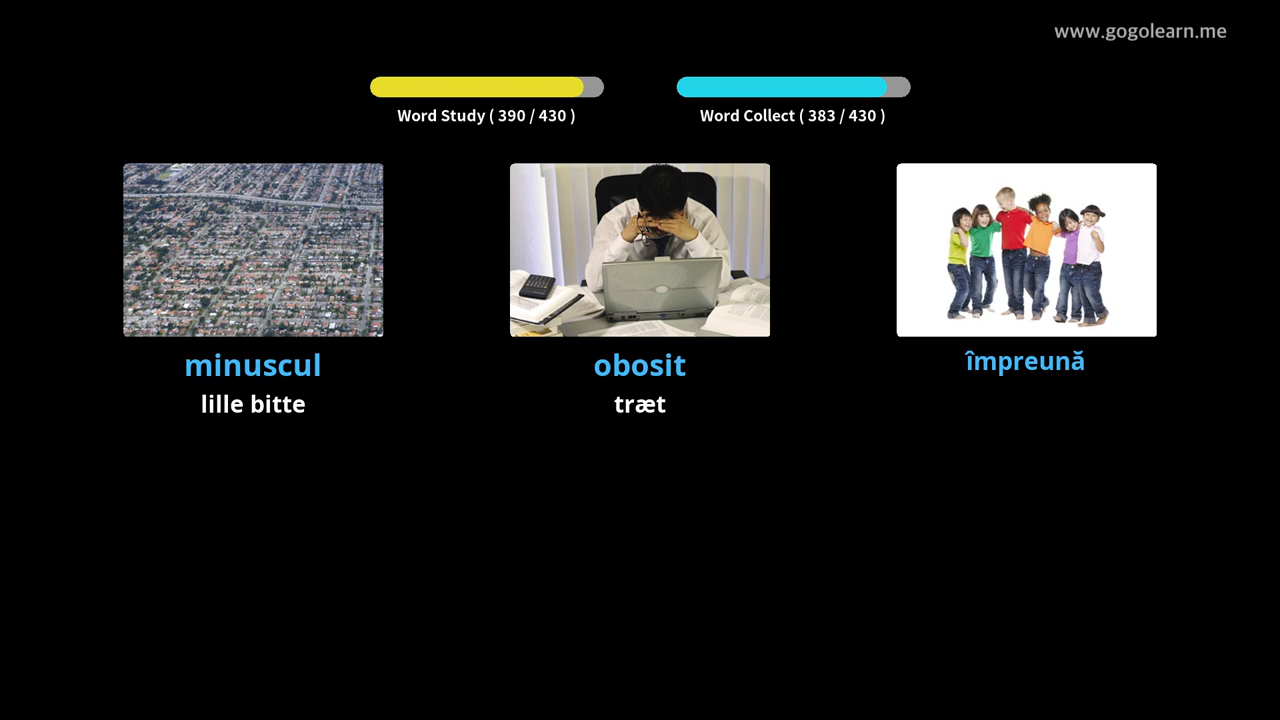 www.gogolearn.me
Word Study ( 390 / 430 )
Word Collect ( 383 / 430 )
minuscul
obosit
împreună
lille bitte
træt